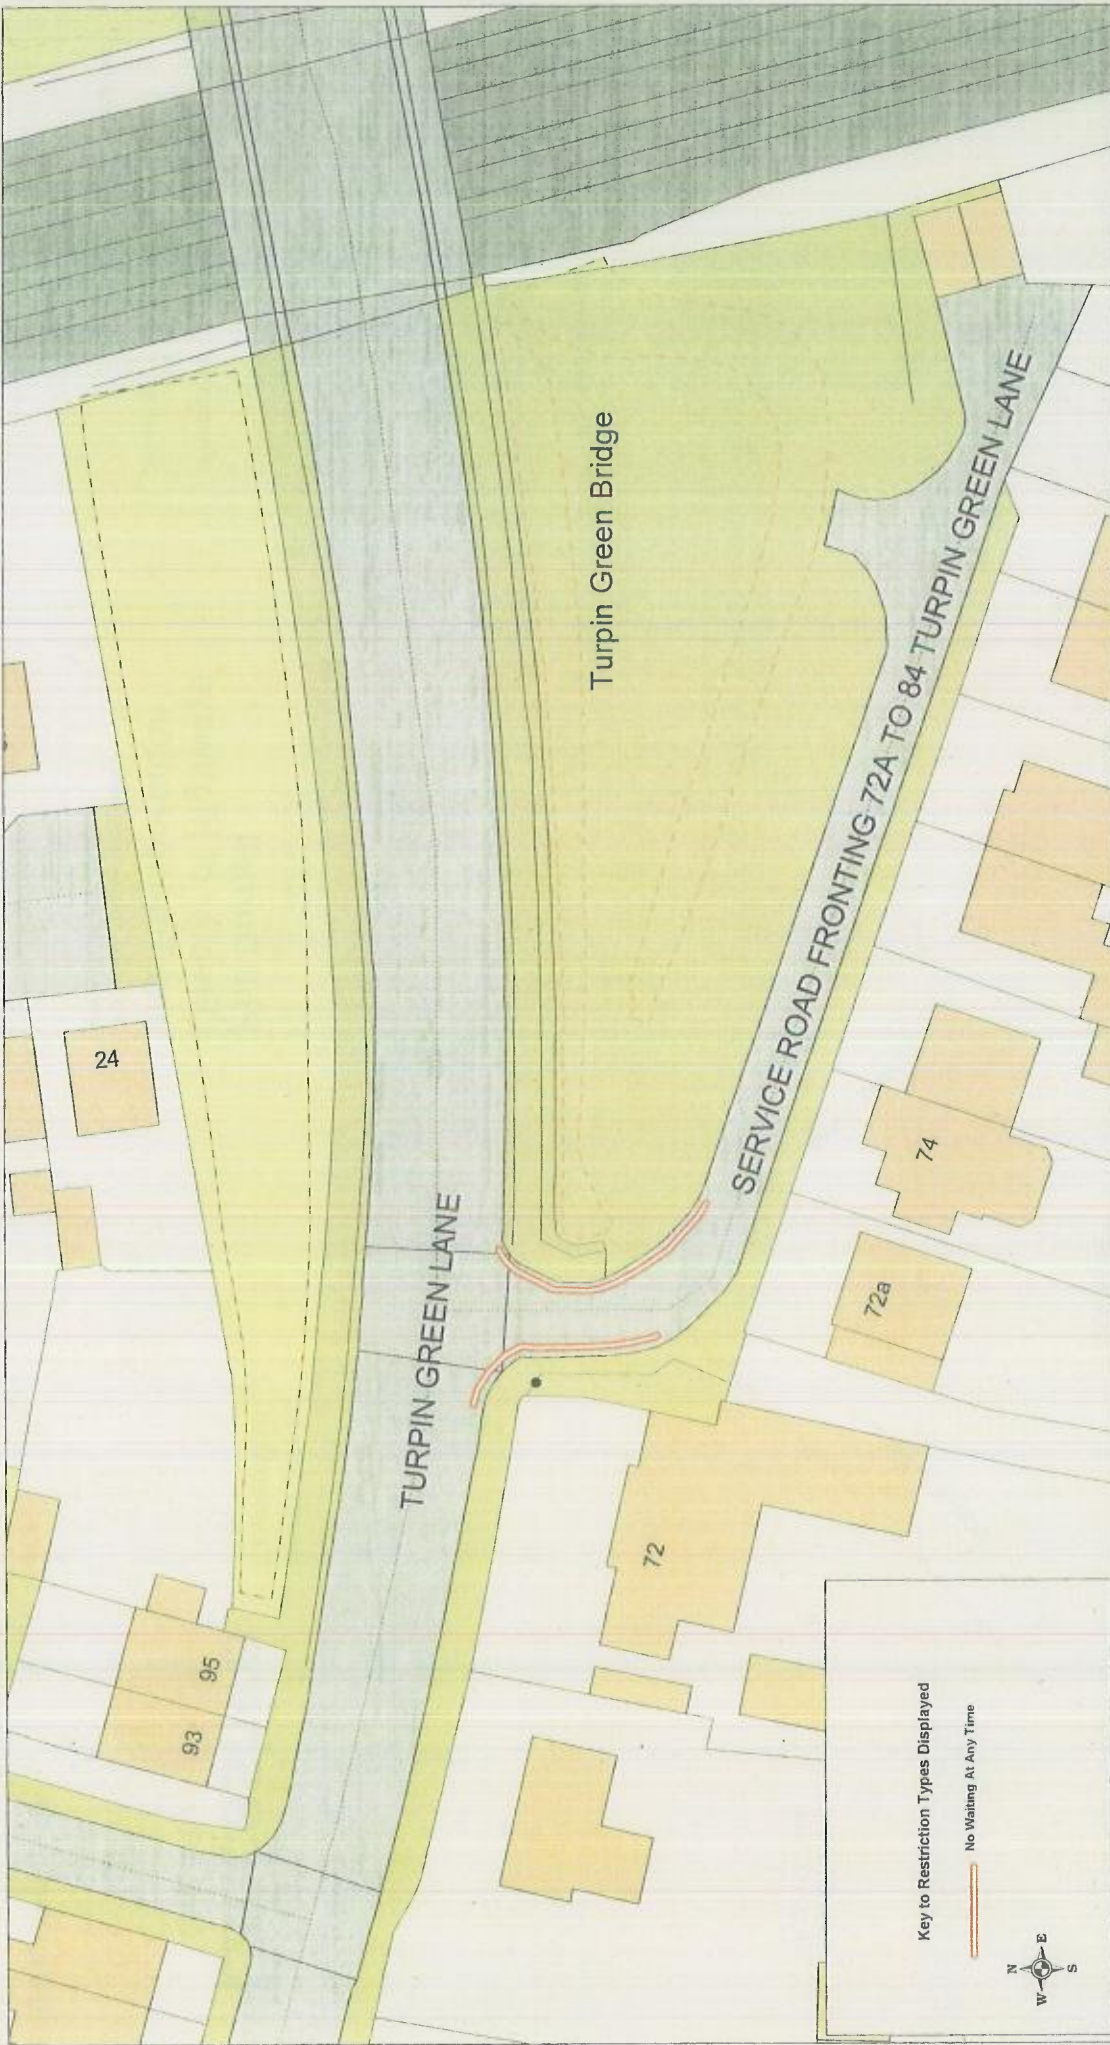 24
93
95
TURPIN GREEN LANE
Turpin Green Bridge
72
72a
74
SERVICE ROAD FRONTING 72A TO 84 TURPIN GREEN LANE
Key to Restriction Types Displayed
No Waiting At Any Time
N
W
E
S